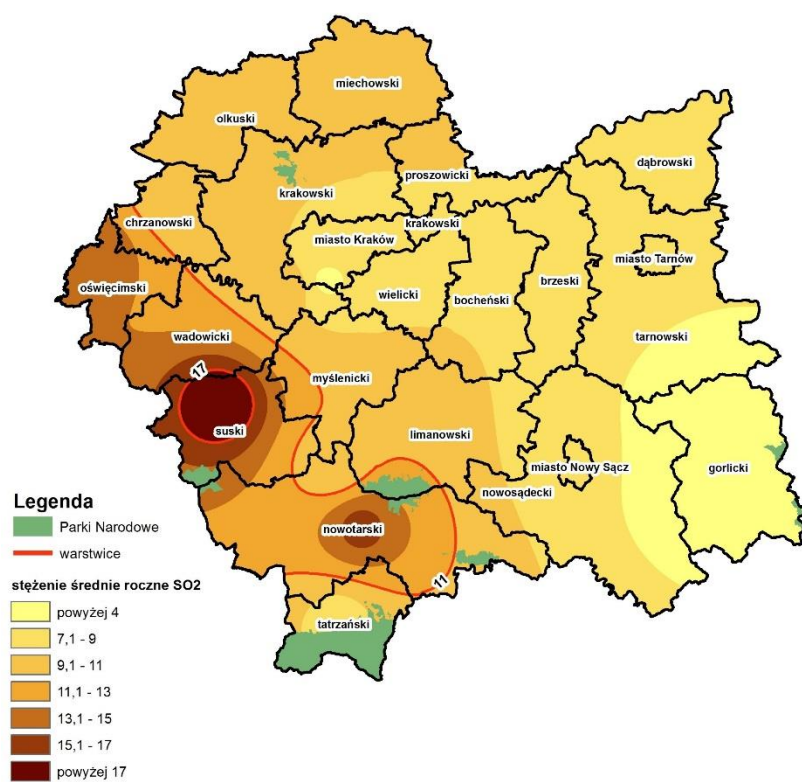 miechowski
olkuski
dąbrowski
proszowicki
krakowski
chrzanowski
krakowski
miasto Kraków
miasto Tarnów
oświęcimski
wielicki
bocheński
brzeski
wadowicki
tarnowski
17
myślenicki
suski
limanowski
miasto Nowy Sącz
gorlicki
nowosądecki
nowotarski
11
tatrzański
Legenda
Parki Narodowe
warstwice
stężenie średnie roczne SO2
powyżej 4
7,1 - 9
9,1 - 11
11,1 - 13
13,1 - 15
15,1 - 17
powyżej 17